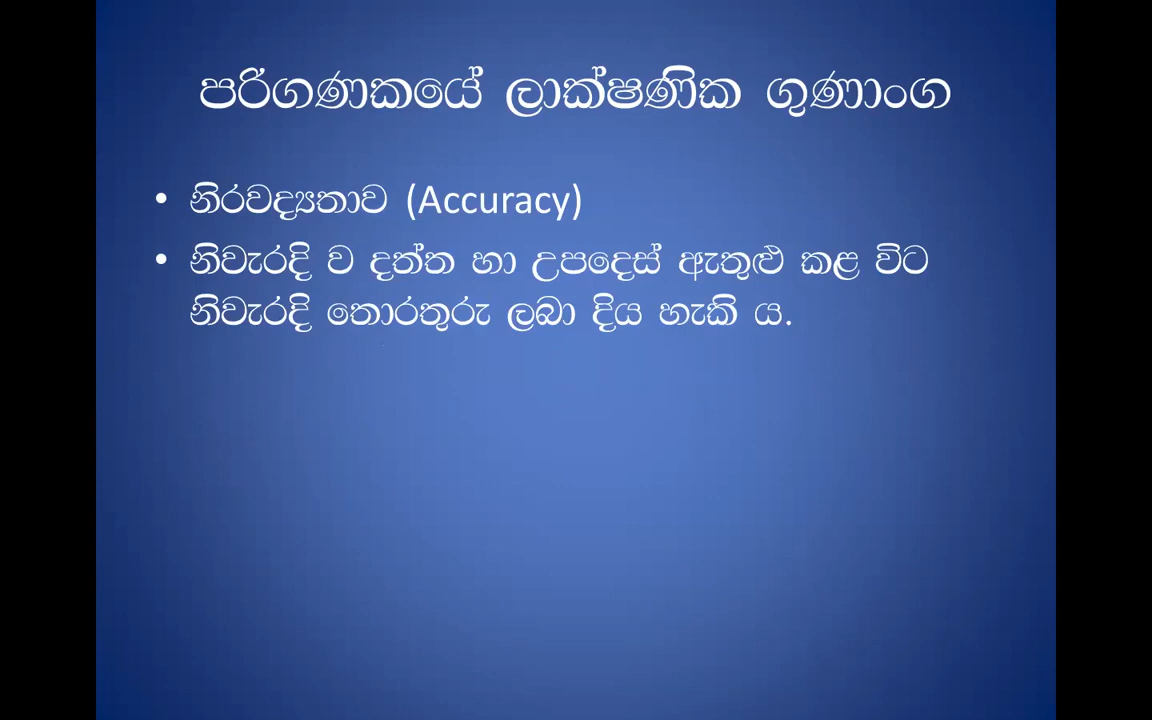 පරිගණකයේ ලාක්ෂණික ගුණාංග
• නිරවද්‍යතාව (Accuracy)
• නිවැරදි ව දත්ත හා උපදෙස් ඇතුළු කළ විට
නිවැරදි තොරතුරු ලබා දිය හැකි ය.